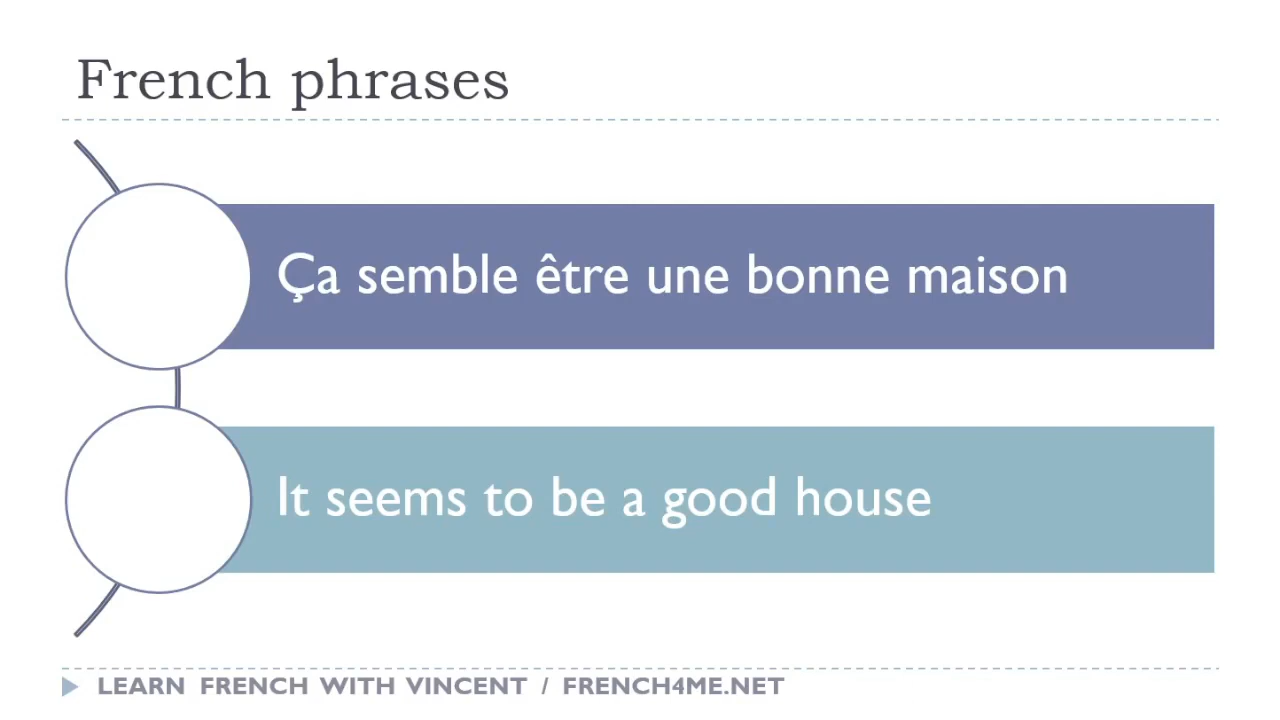 French phrases
Ça semble être une bonne maison
It seems to be a good house
LEARN FRENCH WITH VINCENT / FRENCH4ME.NET